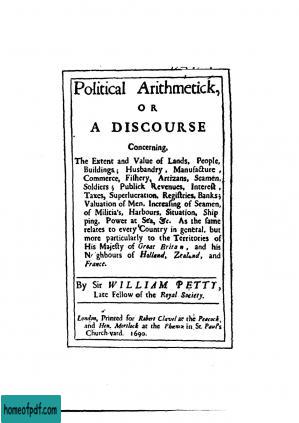 Political Arithmetick,
OR
A DISCOURSE
Concerning,
The Extent and Value of Lands, People,
Buildings; Husbandry, Manufacture,
Commerce, Fishery, Artizans, Seamen,
Soldiers; Publick Revenues, Interest,
Taxes, Superlucration, Registries, Banks;
Valuation of Men, Increasing of Seamen,
of Militia's, Harbours, Situation, Ship
ping, Power at Sea, &c. As the same
relates to every Country in general, but
more particularly to the Territories of
His Majesty of Great Britain, and his
Neighbours of Holland, Zealand, and
France.
By Sir WILLIAM PETTY,
Late Fellow of the Royal Society.
London, Printed for Robert Clavel at the Peacock,
and Hen. Mortlock at the Phœnix in St. Paul's
Church-yard. 1690.
homeofpdf.com